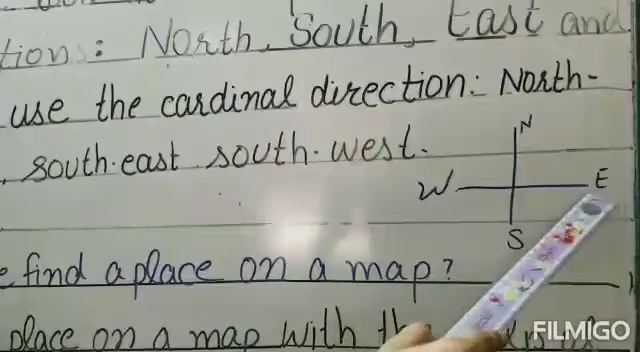 tion: North, South, East and
use the cardinal direction: North-
south-east south-west.
N
W E
S
find a place on a map?
place on a map with
FILMIGO